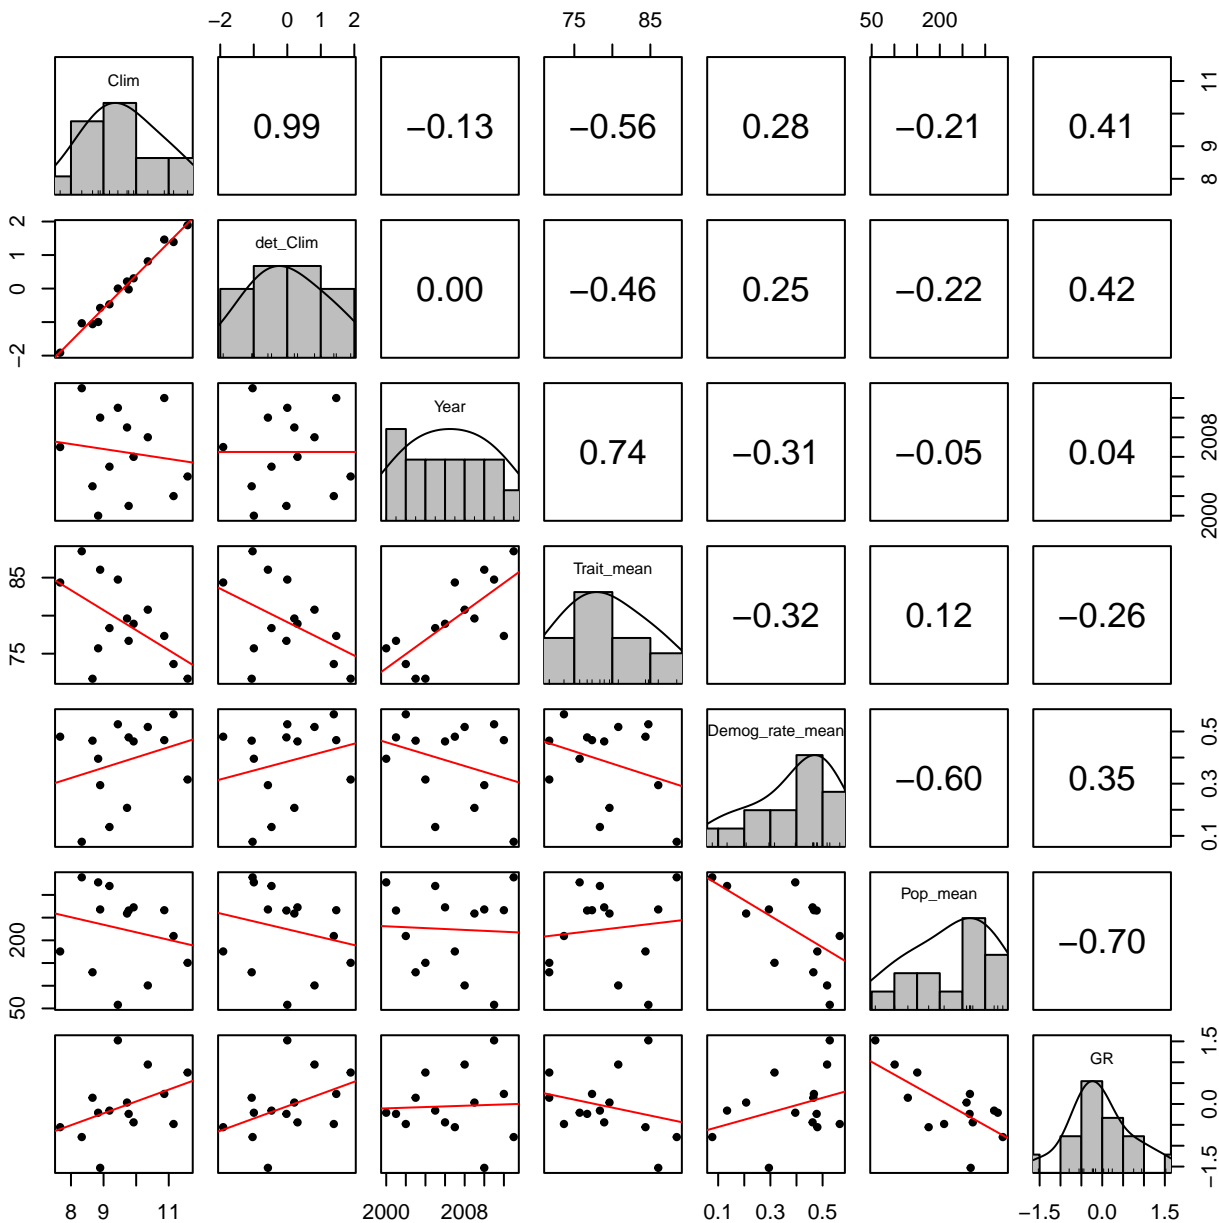 −2 0 1 2 75 85 50 200
Clim 0.99 −0.13 −0.56 0.28 −0.21 0.41 8 9 11
−2 0 1 2 det_Clim 0.00 −0.46 0.25 −0.22 0.42
Year 0.74 −0.31 −0.05 0.04 2000 2008
75 85 Trait_mean −0.32 0.12 −0.26
Demog_rate_mean −0.60 0.35 0.1 0.3 0.5
50 200 Pop_mean −0.70
GR −1.5 0.0 1.5
8 9 11 2000 2008 0.1 0.3 0.5 −1.5 0.0 1.5